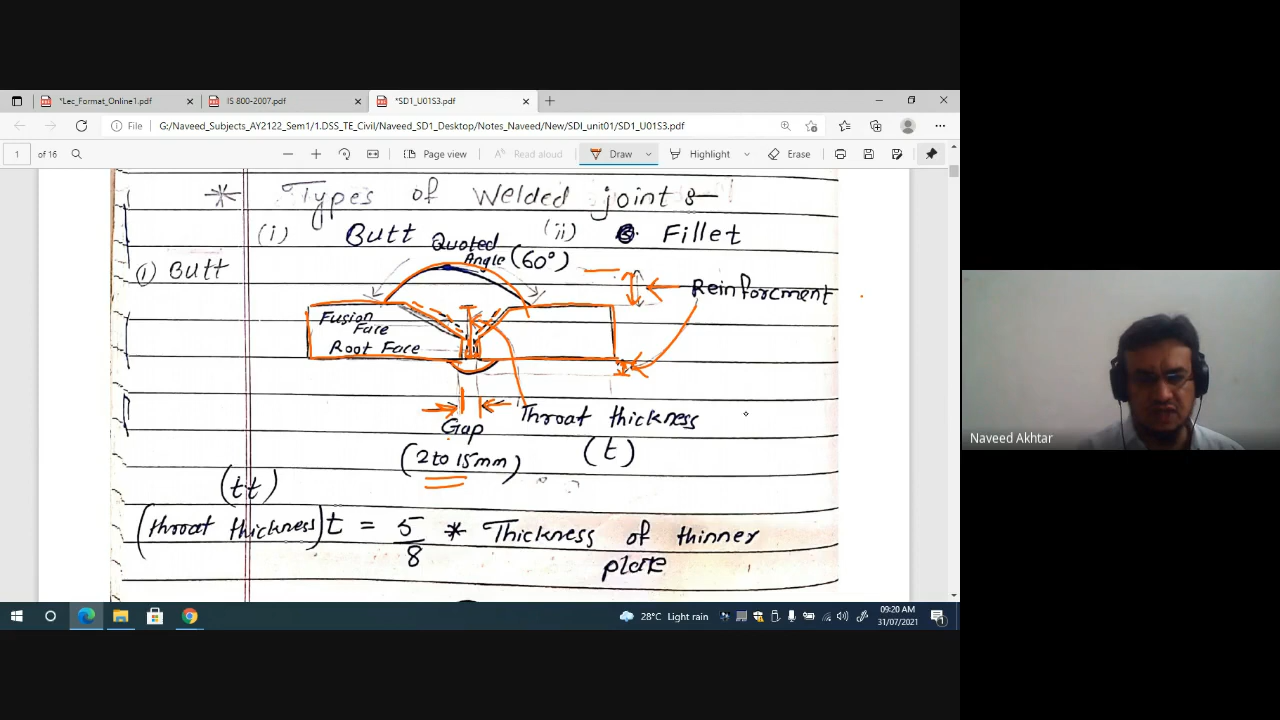 *Lec_Format_Online1.pdf
IS 800-2007.pdf
*SD1_U01S3.pdf
File
G:/Naveed_Subjects_AY2122_Sem1/1.DSS_TE_Civil/Naveed_SD1_Desktop/Notes_Naveed/New/SDI_unit01/SD1_U01S3.pdf
1 of 16
Page view
Read aloud
Draw
Highlight
Erase
* Types of Welded joints
(i) Butt (ii) Fillet
Quoted
Angle (60°)
(i) Butt
Reinforcment
Fusion
Face
Root Face
Throat thickness
Gap
(2 to 15mm) (t)
(tt)
(throat thickness) t = 5/8 * Thickness of thinner
plate
Naveed Akhtar
28°C Light rain
09:20 AM
31/07/2021
1